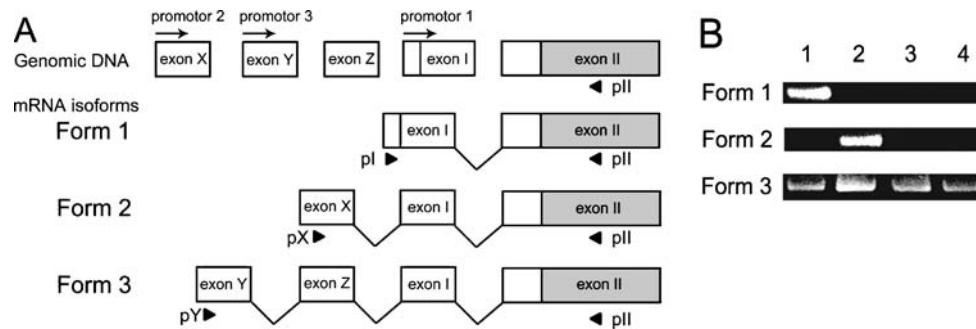 A
promotor 2
promotor 3
promotor 1
Genomic DNA
exon X
exon Y
exon Z
exon I
exon II
pII
mRNA isoforms
Form 1
exon I
exon II
pI
pII
Form 2
exon X
exon I
exon II
pX
pII
Form 3
exon Y
exon Z
exon I
exon II
pY
pII
B
1 2 3 4
Form 1
Form 2
Form 3